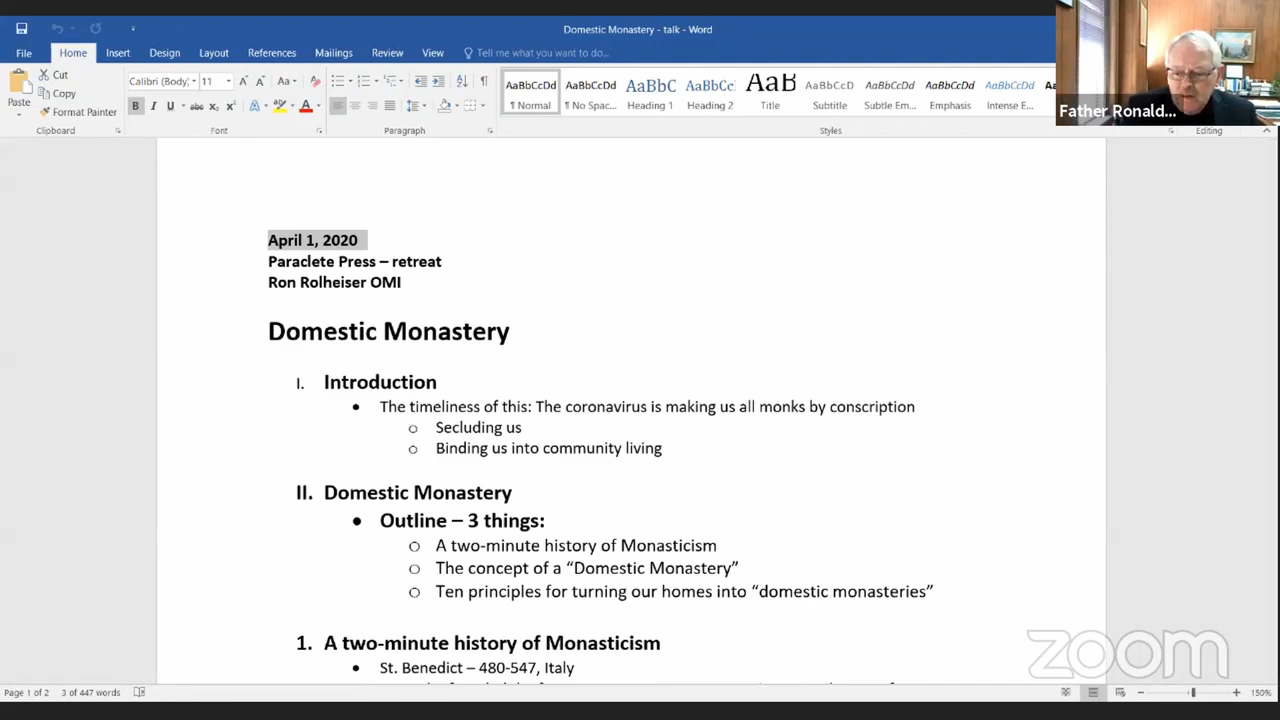 Domestic Monastery - talk - Word
File Home Insert Design Layout References Mailings Review View Tell me what you want to do...
Paste
Cut
Copy
Format Painter
Clipboard
Calibri (Body) 11
B I U abc X₂ X²
Font
Paragraph
AaBbCcDd AaBbCcDd AaBbC AaBbCc AaB AaBbCcD AaBbCcDd AaBbCcDd AaBbCcDd
¶ Normal ¶ No Spac... Heading 1 Heading 2 Title Subtitle Subtle Em... Emphasis Intense E...
Styles
Editing
Father Ronald...
April 1, 2020
Paraclete Press – retreat
Ron Rolheiser OMI
Domestic Monastery
I. Introduction
• The timeliness of this: The coronavirus is making us all monks by conscription
o Secluding us
o Binding us into community living
II. Domestic Monastery
• Outline – 3 things:
o A two-minute history of Monasticism
o The concept of a “Domestic Monastery”
o Ten principles for turning our homes into “domestic monasteries”
1. A two-minute history of Monasticism
• St. Benedict – 480-547, Italy
zoom
Page 1 of 2 3 of 447 words
150%